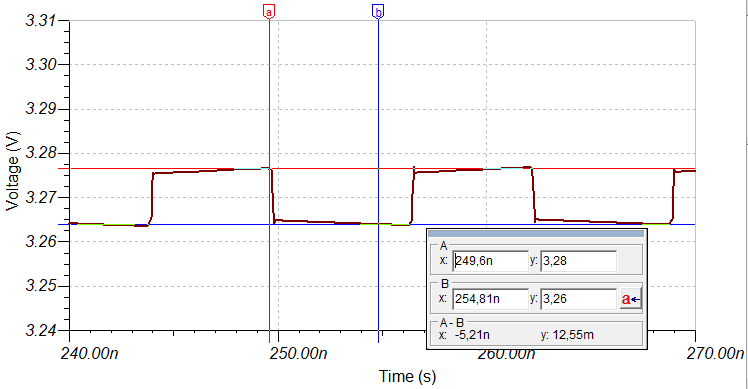 a
b
3.31
3.30
3.29
3.28
3.27
3.26
3.25
3.24
Voltage (V)
240.00n
250.00n
260.00n
270.00n
Time (s)
A
x: 249,6n y: 3,28
B
x: 254,81n y: 3,26 a
A - B
x: -5,21n y: 12,55m